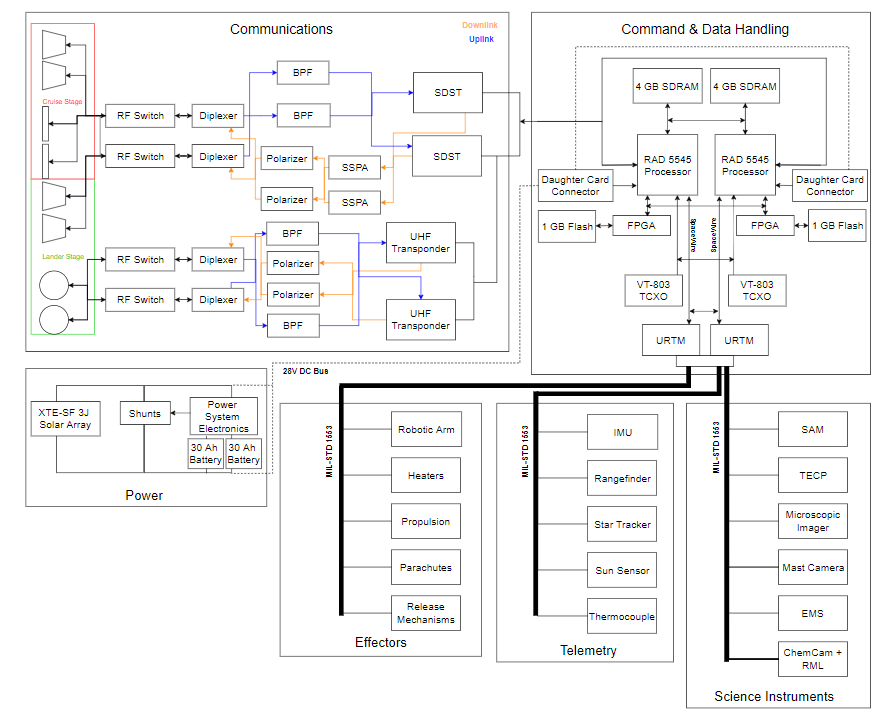 Communications
Downlink
Uplink
Cruise Stage
Lander Stage
RF Switch
Diplexer
BPF
SDST
RF Switch
Diplexer
BPF
SDST
Polarizer
SSPA
Polarizer
SSPA
RF Switch
Diplexer
BPF
Polarizer
UHF
Transponder
RF Switch
Diplexer
Polarizer
BPF
UHF
Transponder
Command & Data Handling
4 GB SDRAM
4 GB SDRAM
RAD 5545
Processor
RAD 5545
Processor
Daughter Card
Connector
Daughter Card
Connector
1 GB Flash
FPGA
FPGA
1 GB Flash
SpaceWire
SpaceWire
VT-803
TCXO
VT-803
TCXO
URTM
URTM
28V DC Bus
XTE-SF 3J
Solar Array
Shunts
Power
System
Electronics
30 Ah
Battery
30 Ah
Battery
Power
MIL-STD 1553
Robotic Arm
Heaters
Propulsion
Parachutes
Release
Mechanisms
Effectors
MIL-STD 1553
IMU
Rangefinder
Star Tracker
Sun Sensor
Thermocouple
Telemetry
MIL-STD 1553
SAM
TECP
Microscopic
Imager
Mast Camera
EMS
ChemCam +
RML
Science Instruments